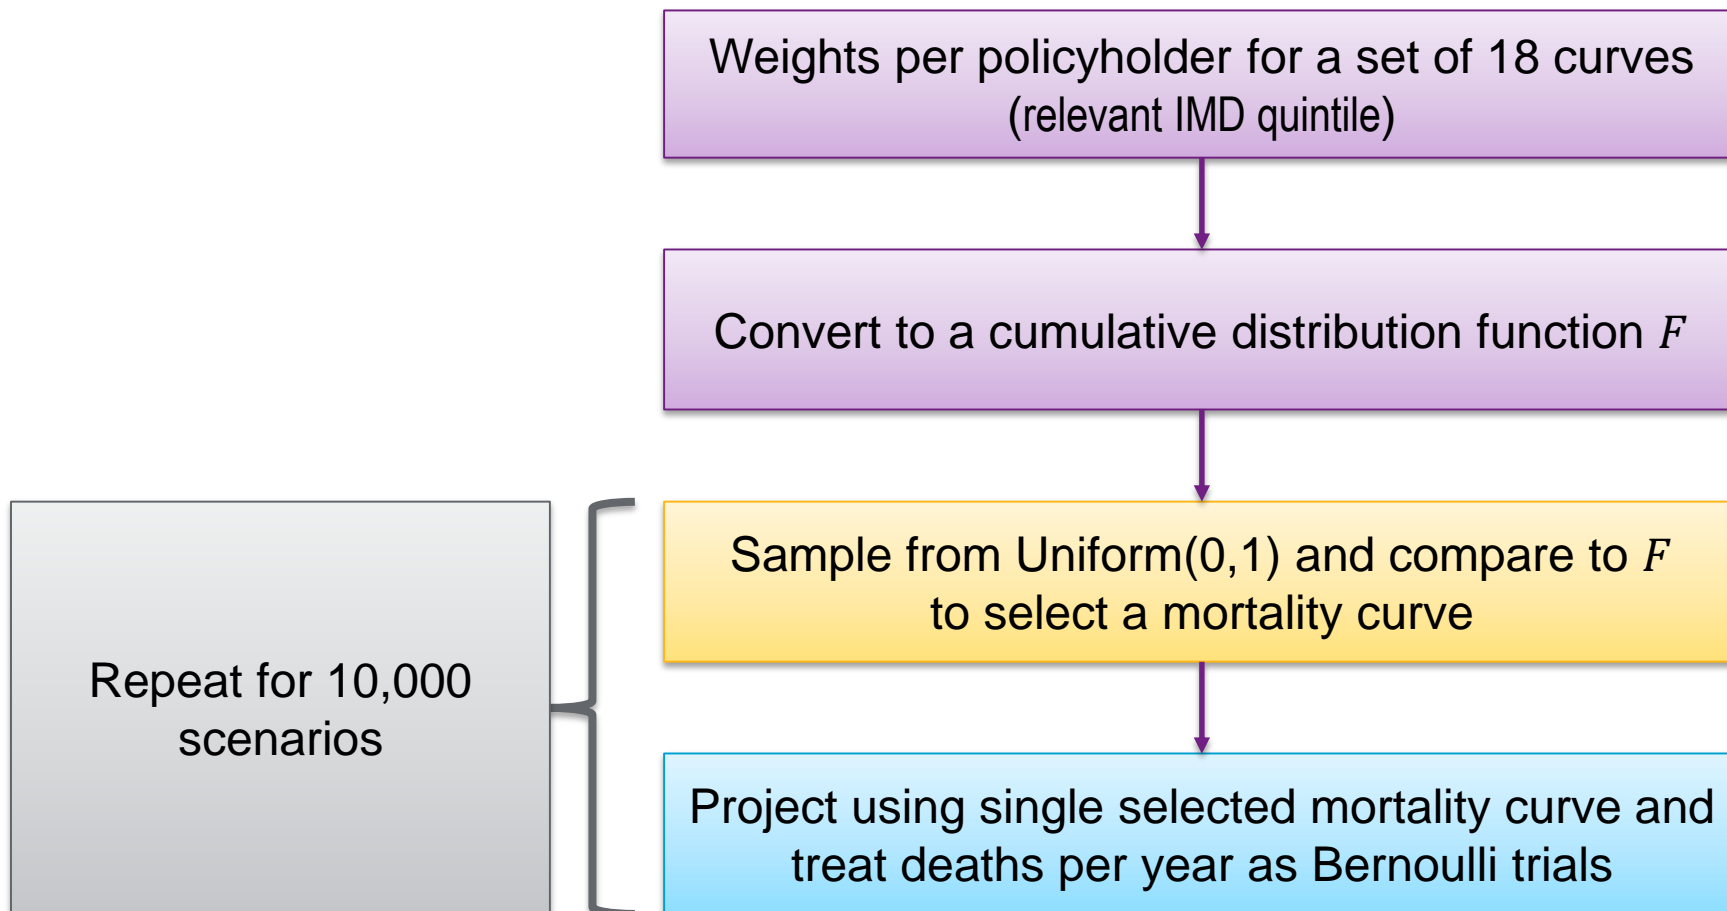 Weights per policyholder for a set of 18 curves
(relevant IMD quintile)
Convert to a cumulative distribution function F
Sample from Uniform(0,1) and compare to F
to select a mortality curve
Repeat for 10,000
scenarios
Project using single selected mortality curve and
treat deaths per year as Bernoulli trials